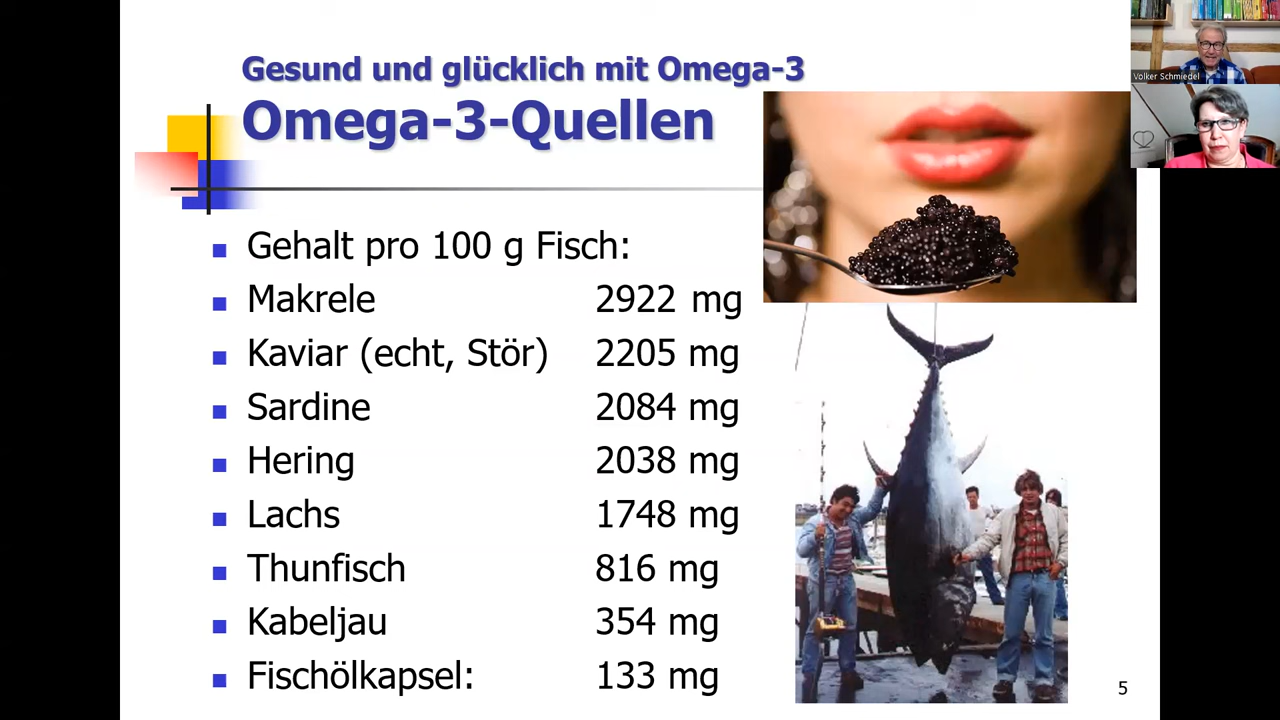 Gesund und glücklich mit Omega-3
Omega-3-Quellen
Gehalt pro 100 g Fisch:
Makrele 2922 mg
Kaviar (echt, Stör) 2205 mg
Sardine 2084 mg
Hering 2038 mg
Lachs 1748 mg
Thunfisch 816 mg
Kabeljau 354 mg
Fischölkapsel: 133 mg
5
Volker Schmiedel